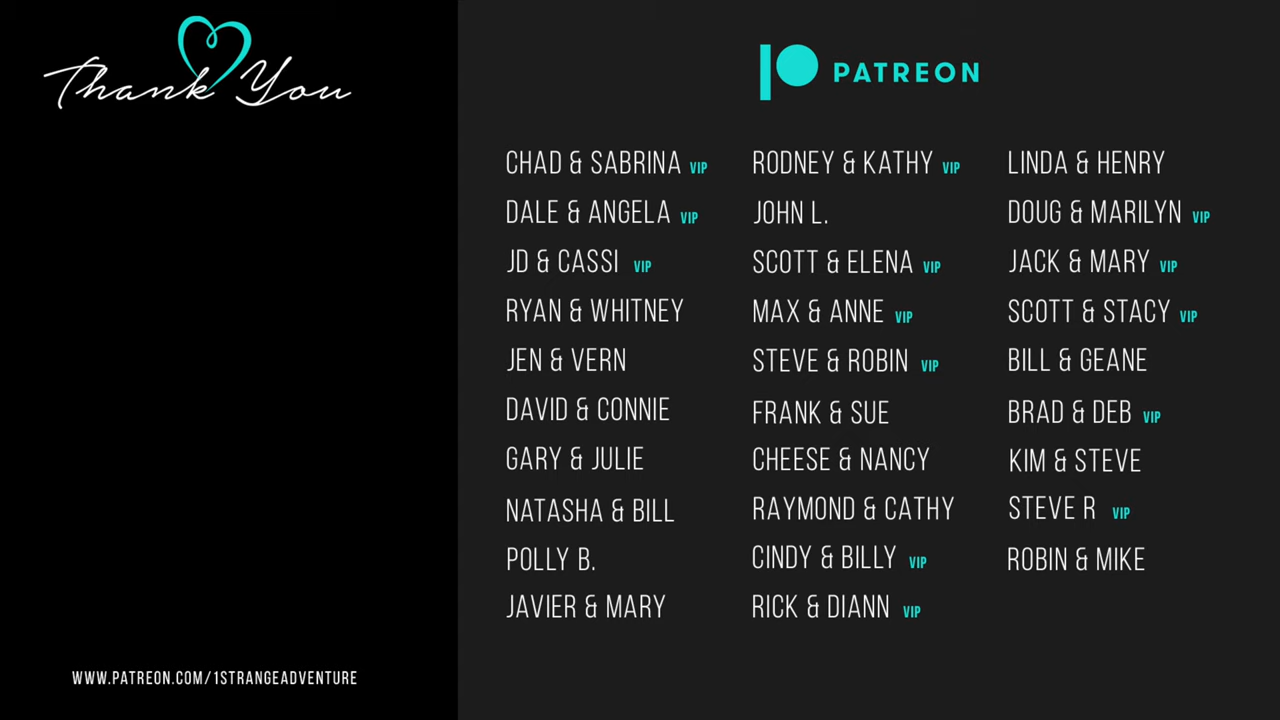 Thank You
PATREON
CHAD & SABRINA VIP
DALE & ANGELA VIP
JD & CASSI VIP
RYAN & WHITNEY
JEN & VERN
DAVID & CONNIE
GARY & JULIE
NATASHA & BILL
POLLY B.
JAVIER & MARY
RODNEY & KATHY VIP
JOHN L.
SCOTT & ELENA VIP
MAX & ANNE VIP
STEVE & ROBIN VIP
FRANK & SUE
CHEESE & NANCY
RAYMOND & CATHY
CINDY & BILLY VIP
RICK & DIANN VIP
LINDA & HENRY
DOUG & MARILYN VIP
JACK & MARY VIP
SCOTT & STACY VIP
BILL & GEANE
BRAD & DEB VIP
KIM & STEVE
STEVE R VIP
ROBIN & MIKE
WWW.PATREON.COM/1STRANGEADVENTURE